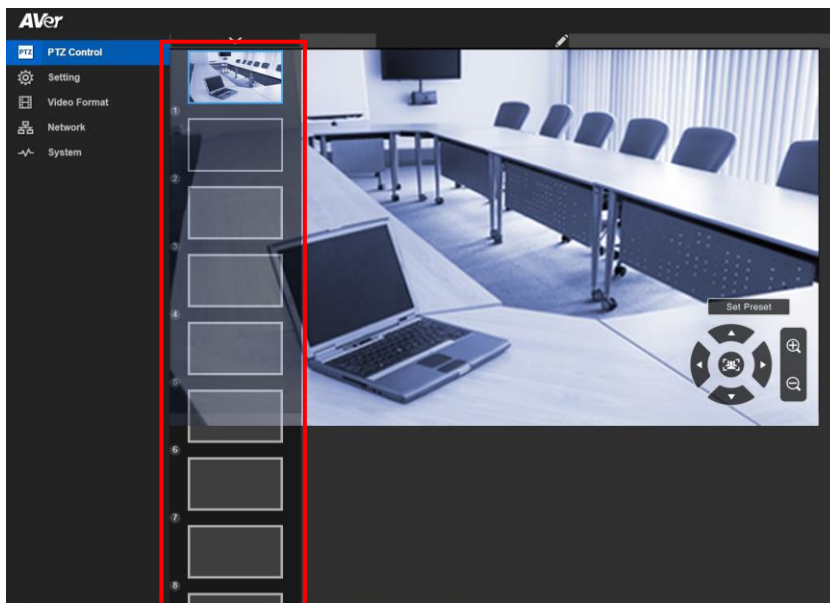 AVer
PTZ PTZ Control
Setting
Video Format
Network
System
1
2
3
4
5
6
7
8
Set Preset